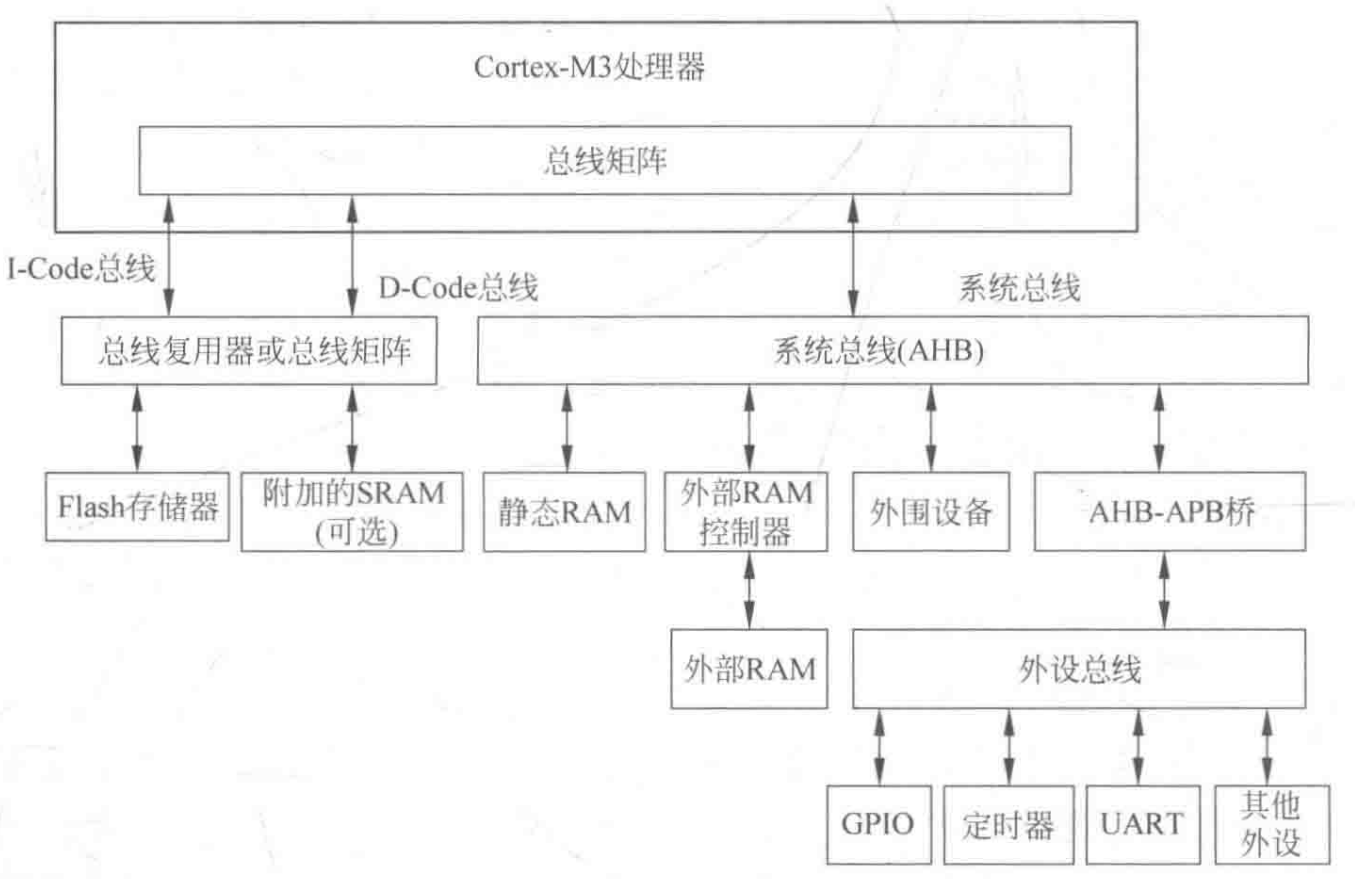 Cortex-M3处理器
总线矩阵
I-Code总线
D-Code总线
系统总线
总线复用器或总线矩阵
系统总线(AHB)
Flash存储器
附加的SRAM
(可选)
静态RAM
外部RAM
控制器
外围设备
AHB-APB桥
外部RAM
外设总线
GPIO
定时器
UART
其他
外设